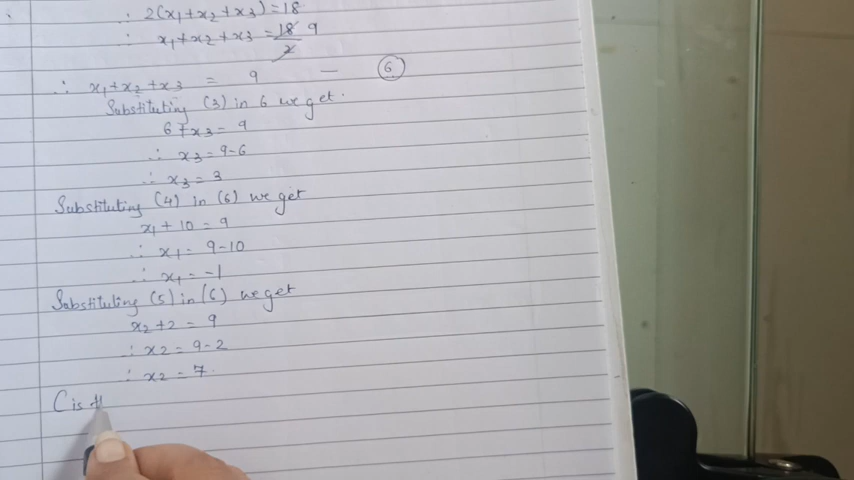 ∴ 2(x₁+x₂+x₃) = 18
∴ x₁+x₂+x₃ = 18/2 9
∴ x₁+x₂+x₃ = 9 — (6)
Substituting (3) in 6 we get.
6+x₃ = 9
∴ x₃ = 9-6
∴ x₃ = 3
Substituting (4) in (6) we get
x₁ + 10 = 9
∴ x₁ = 9-10
∴ x₁ = -1
Substituting (5) in (6) we get
x₂+2 = 9
∴ x₂ = 9-2
∴ x₂ = 7.
C is